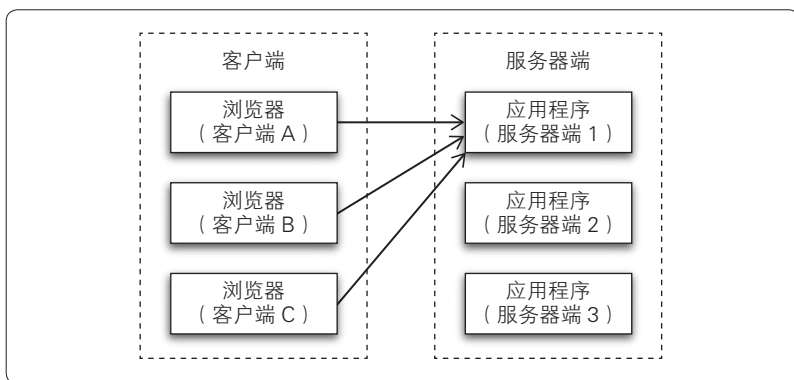 客户端
浏览器
（客户端 A）
浏览器
（客户端 B）
浏览器
（客户端 C）
服务器端
应用程序
（服务器端 1）
应用程序
（服务器端 2）
应用程序
（服务器端 3）